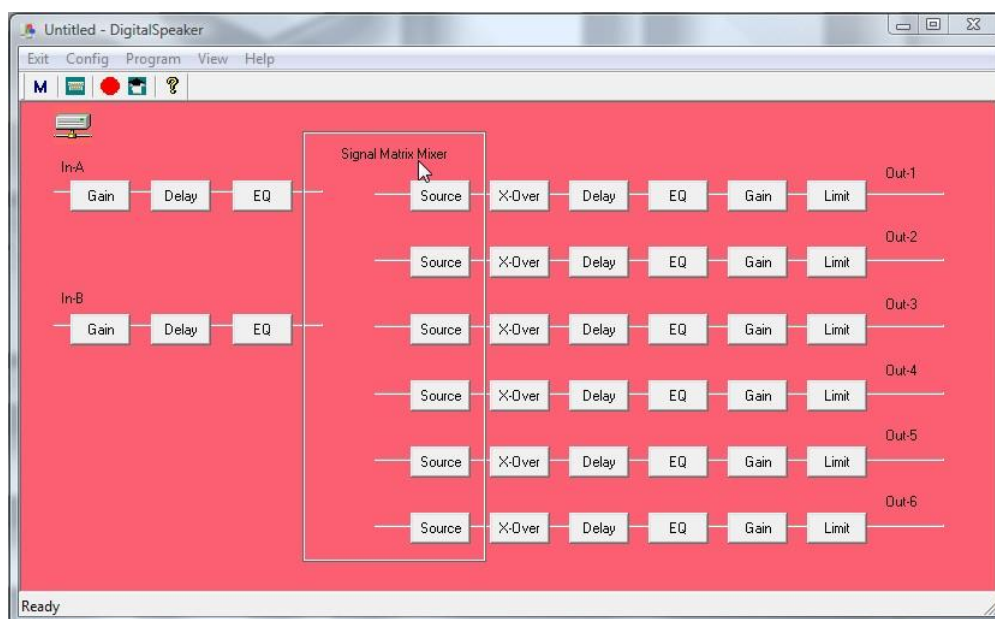 Untitled - DigitalSpeaker
Exit Config Program View Help
M
Signal Matrix Mixer
In-A
Out-1
Gain Delay EQ Source X-Over Delay EQ Gain Limit
Out-2
Source X-Over Delay EQ Gain Limit
In-B
Out-3
Gain Delay EQ Source X-Over Delay EQ Gain Limit
Out-4
Source X-Over Delay EQ Gain Limit
Out-5
Source X-Over Delay EQ Gain Limit
Out-6
Source X-Over Delay EQ Gain Limit
Ready